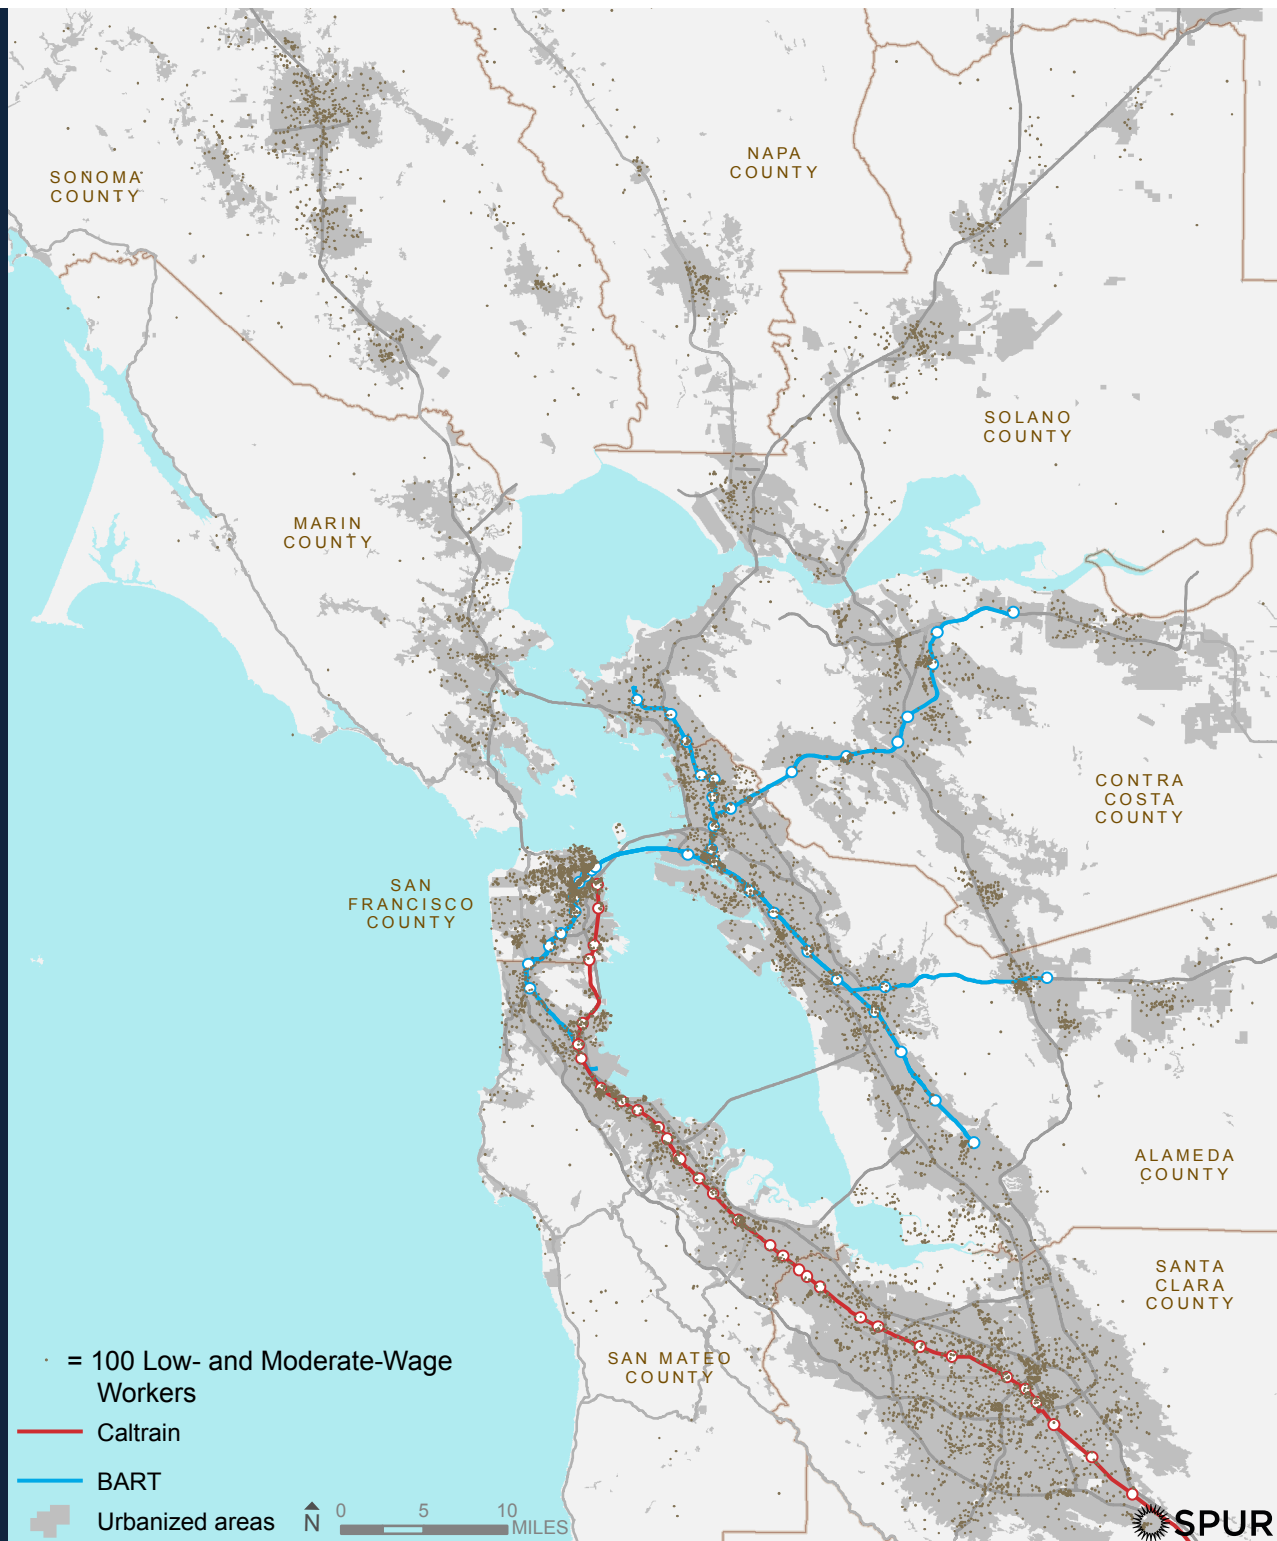 SONOMA
COUNTY
NAPA
COUNTY
SOLANO
COUNTY
MARIN
COUNTY
CONTRA
COSTA
COUNTY
SAN
FRANCISCO
COUNTY
ALAMEDA
COUNTY
SANTA
CLARA
COUNTY
SAN MATEO
COUNTY
= 100 Low- and Moderate-Wage
Workers
Caltrain
BART
Urbanized areas
N
0 5 10
MILES
SPUR